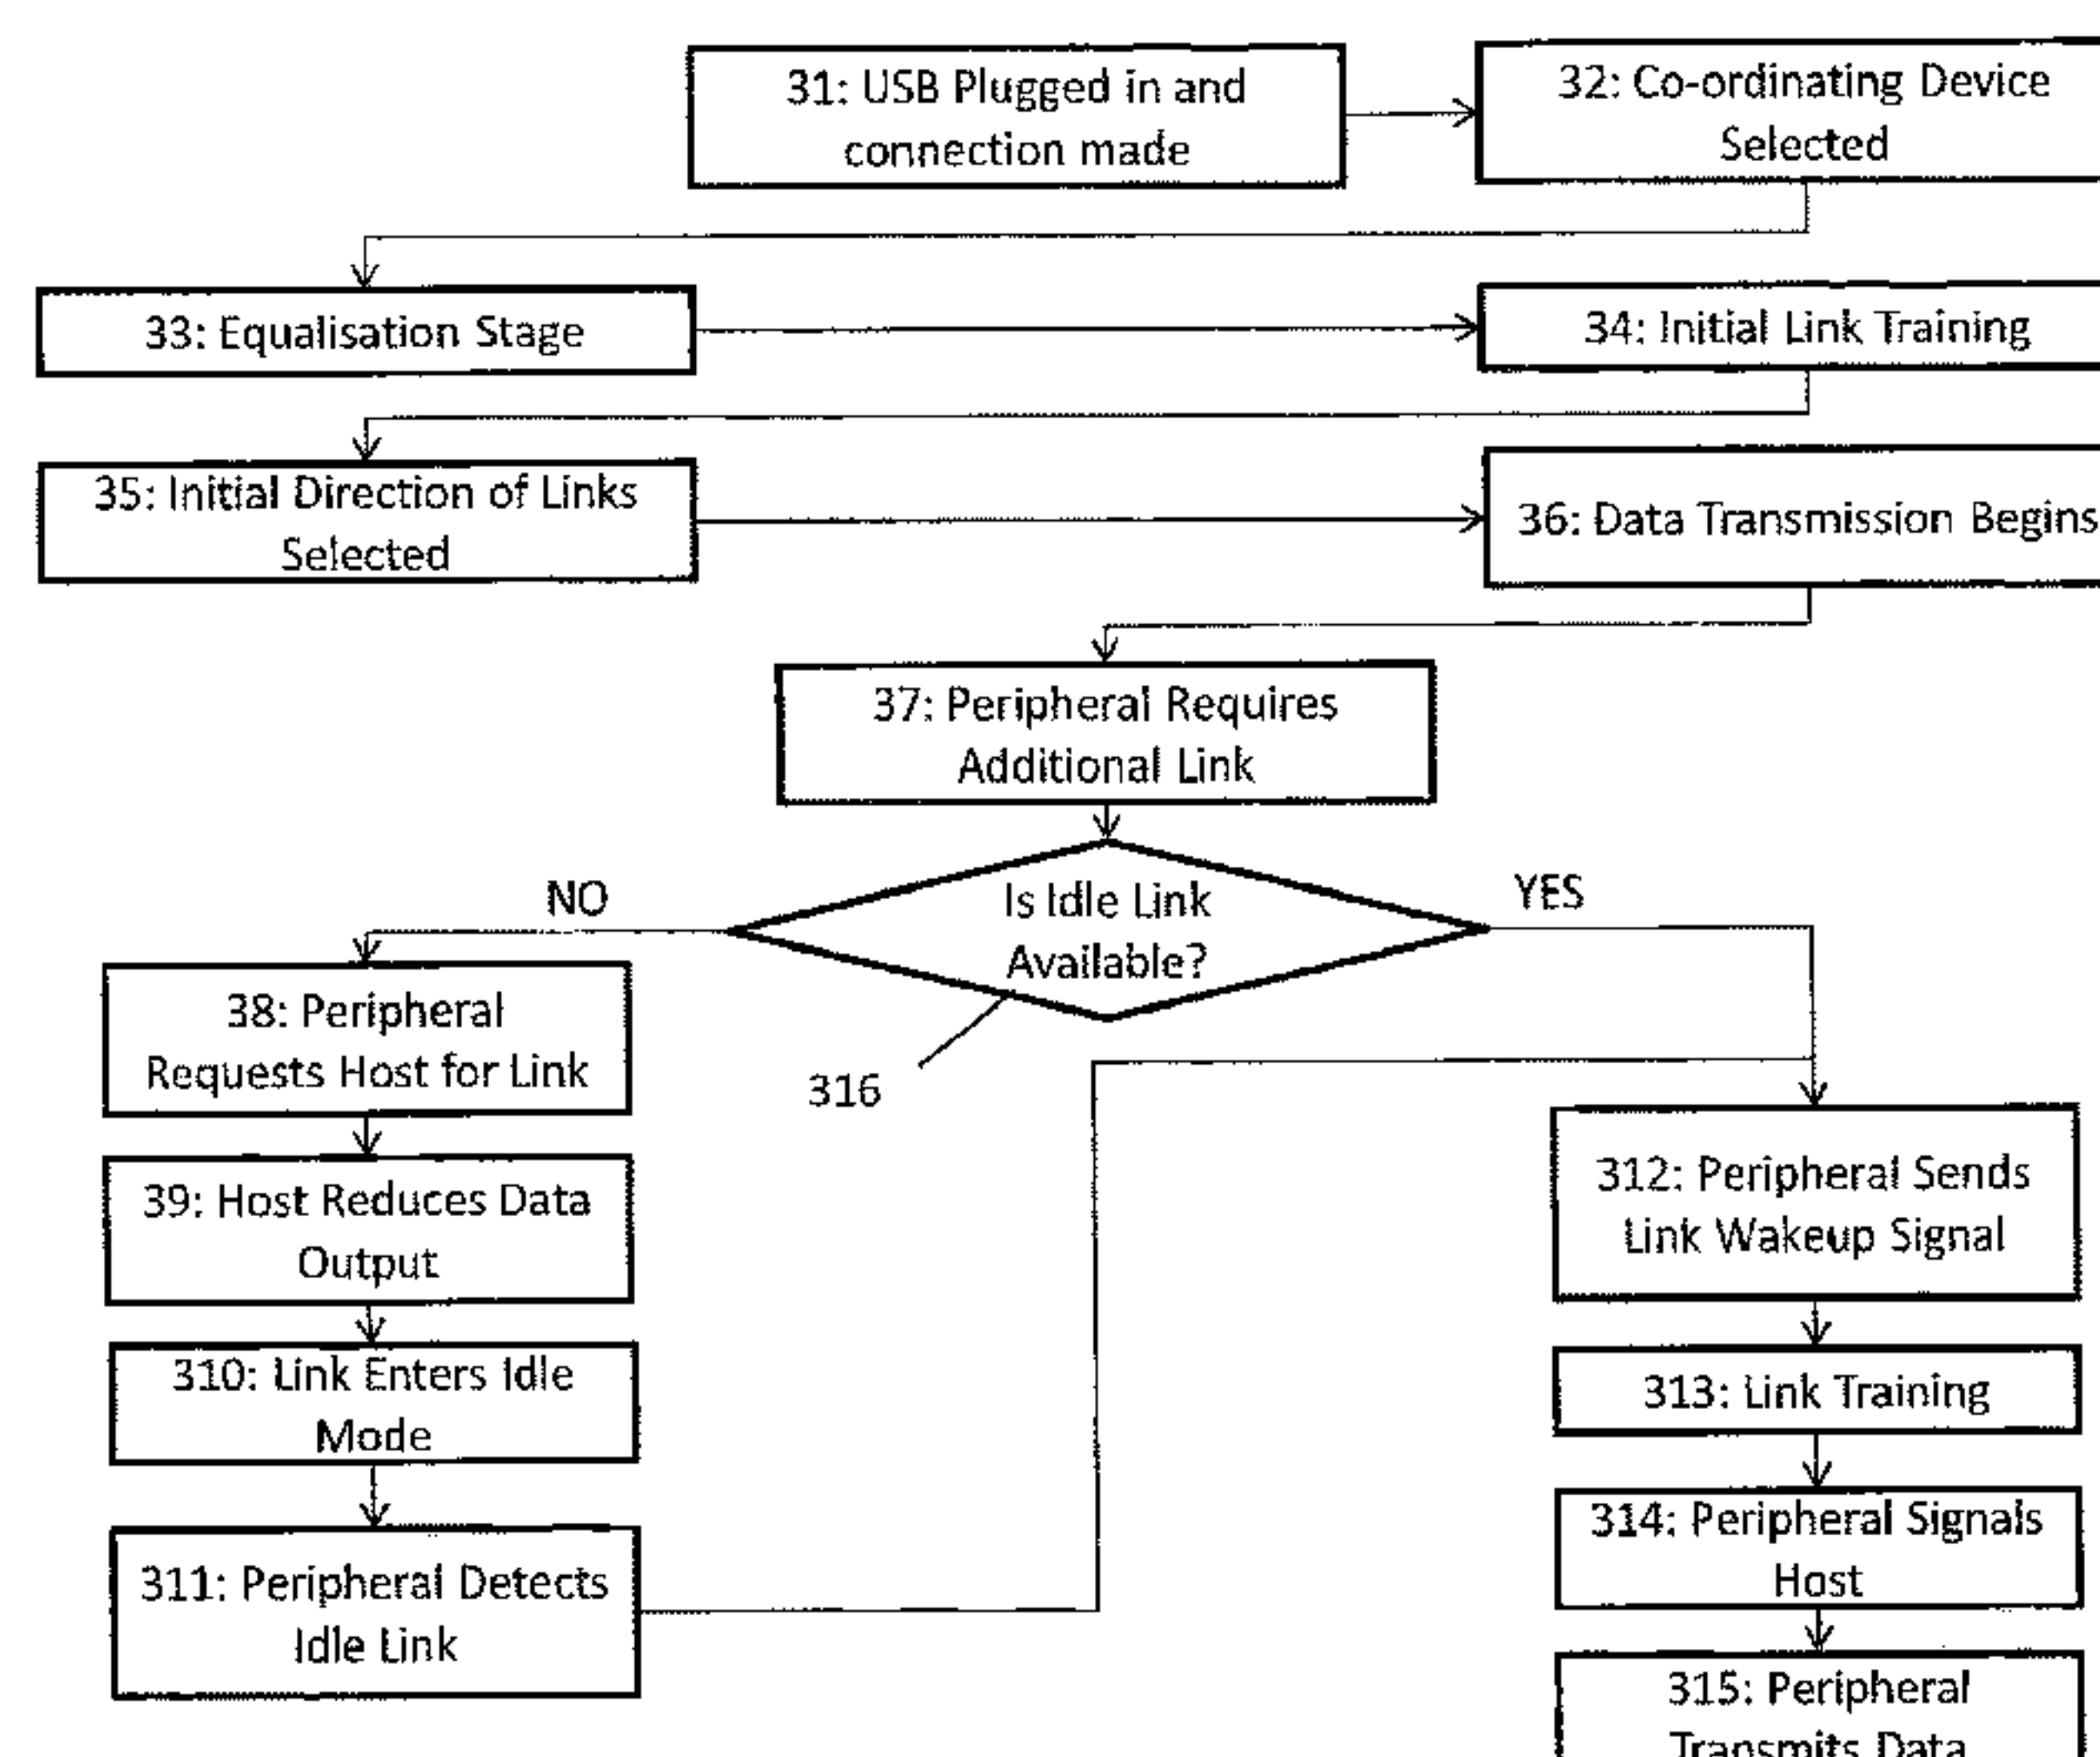 31: USB Plugged in and
connection made
32: Co-ordinating Device
Selected
33: Equalisation Stage
34: Initial Link Training
35: Initial Direction of Links
Selected
36: Data Transmission Begins
37: Peripheral Requires
Additional Link
Is Idle Link
Available?
NO
YES
316
38: Peripheral
Requests Host for Link
39: Host Reduces Data
Output
310: Link Enters Idle
Mode
311: Peripheral Detects
Idle Link
312: Peripheral Sends
Link Wakeup Signal
313: Link Training
314: Peripheral Signals
Host
315: Peripheral
Transmits Data